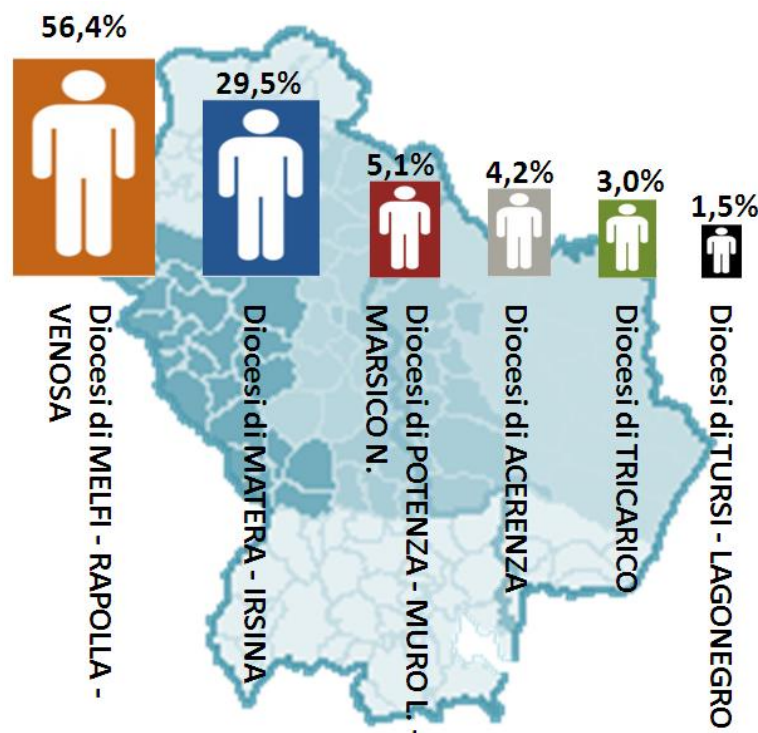 56,4%
29,5%
5,1%
4,2%
3,0%
1,5%
Diocesi di MELFI - RAPOLLA -
VENOSA
Diocesi di MATERA - IRSINA
Diocesi di POTENZA - MURO L. -
MARSICO N.
Diocesi di ACERENZA
Diocesi di TRICARICO
Diocesi di TURSI - LAGONEGRO